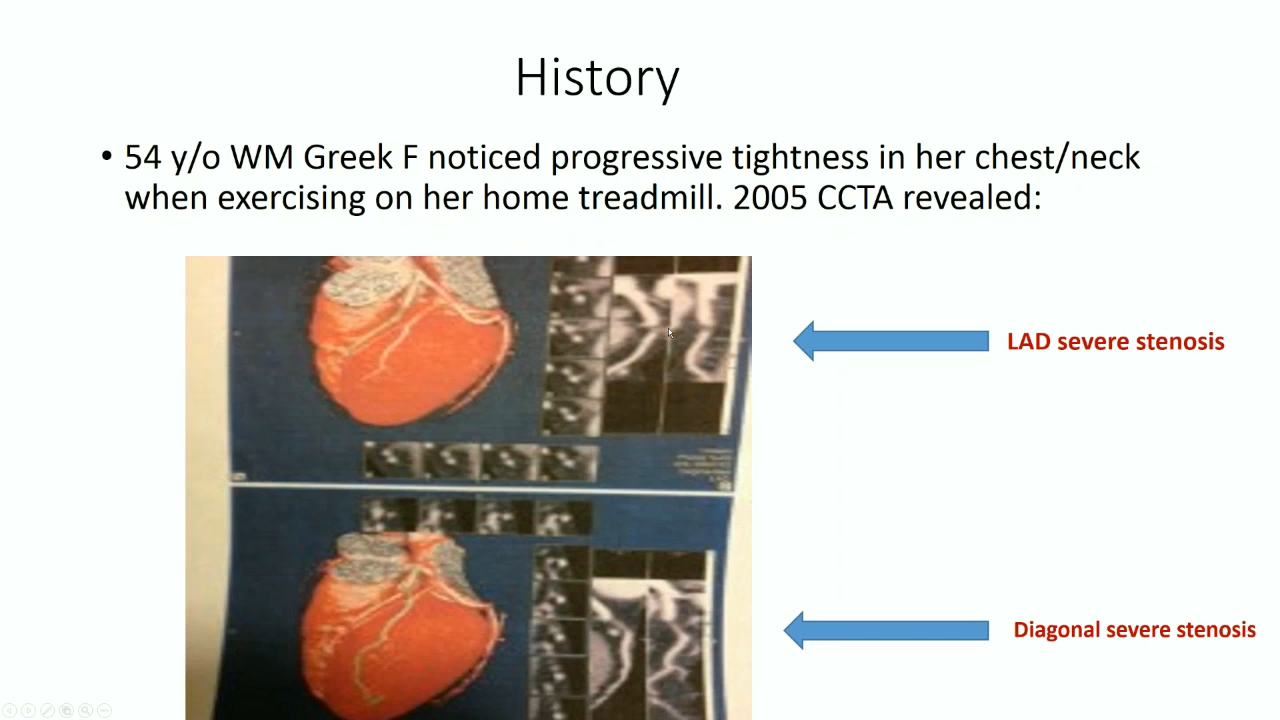 History
• 54 y/o WM Greek F noticed progressive tightness in her chest/neck
when exercising on her home treadmill. 2005 CCTA revealed:
LAD severe stenosis
Diagonal severe stenosis